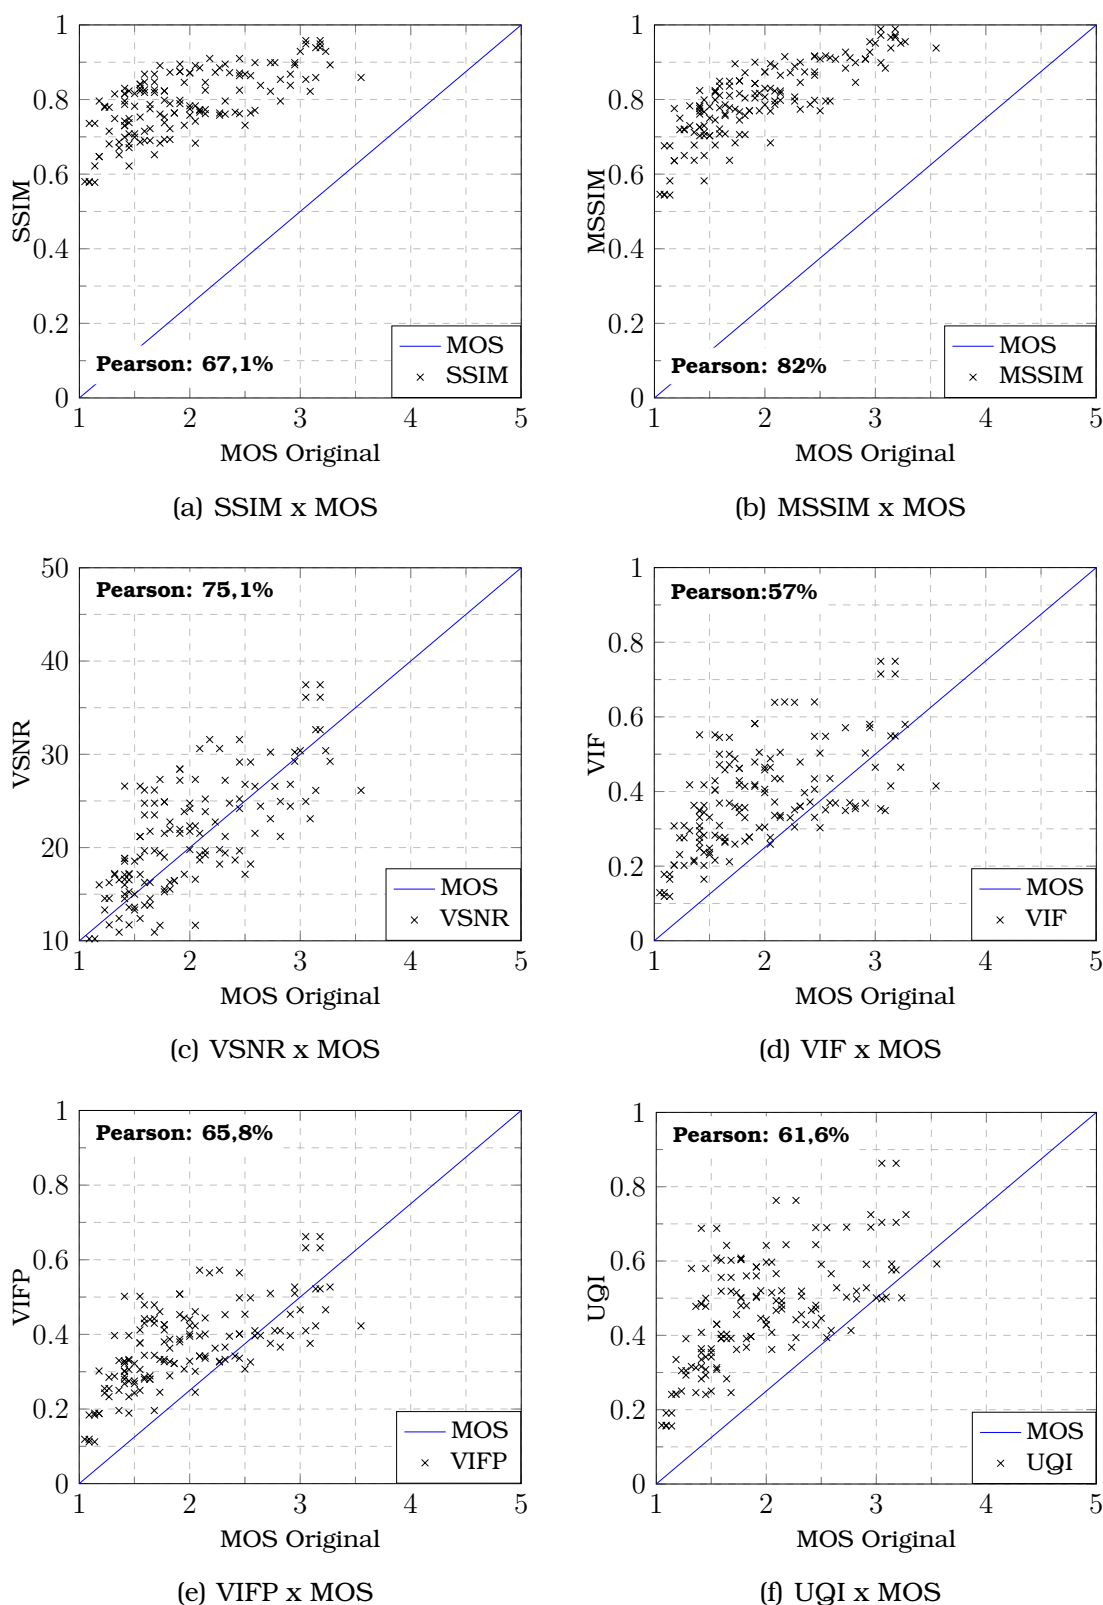 1
0.8
0.6
0.4
0.2
0
SSIM
Pearson: 67,1%
MOS
SSIM
1 2 3 4 5
MOS Original
(a) SSIM x MOS
1
0.8
0.6
0.4
0.2
0
MSSIM
Pearson: 82%
MOS
MSSIM
1 2 3 4 5
MOS Original
(b) MSSIM x MOS
50
40
30
20
10
VSNR
Pearson: 75,1%
MOS
VSNR
1 2 3 4 5
MOS Original
(c) VSNR x MOS
1
0.8
0.6
0.4
0.2
0
VIF
Pearson:57%
MOS
VIF
1 2 3 4 5
MOS Original
(d) VIF x MOS
1
0.8
0.6
0.4
0.2
0
VIFP
Pearson: 65,8%
MOS
VIFP
1 2 3 4 5
MOS Original
(e) VIFP x MOS
1
0.8
0.6
0.4
0.2
0
UQI
Pearson: 61,6%
MOS
UQI
1 2 3 4 5
MOS Original
(f) UQI x MOS